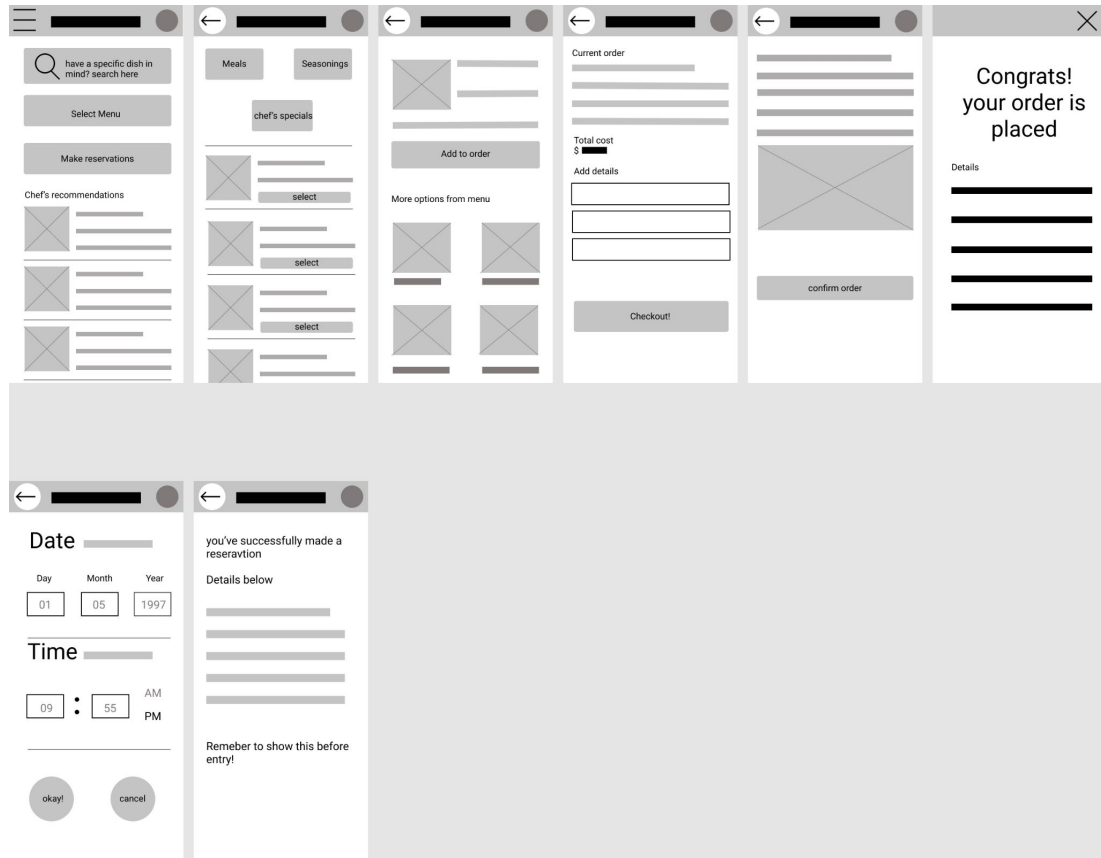 have a specific dish in
mind? search here
Select Menu
Make reservations
Chef's recommendations
Meals
Seasonings
chef's specials
select
select
select
Add to order
More options from menu
Current order
Total cost
$
Add details
Checkout!
confirm order
Congrats!
your order is
placed
Details
Date
Day Month Year
01 05 1997
Time
09 : 55 AM
PM
okay! cancel
you've successfully made a
reseravtion
Details below
Remeber to show this before
entry!